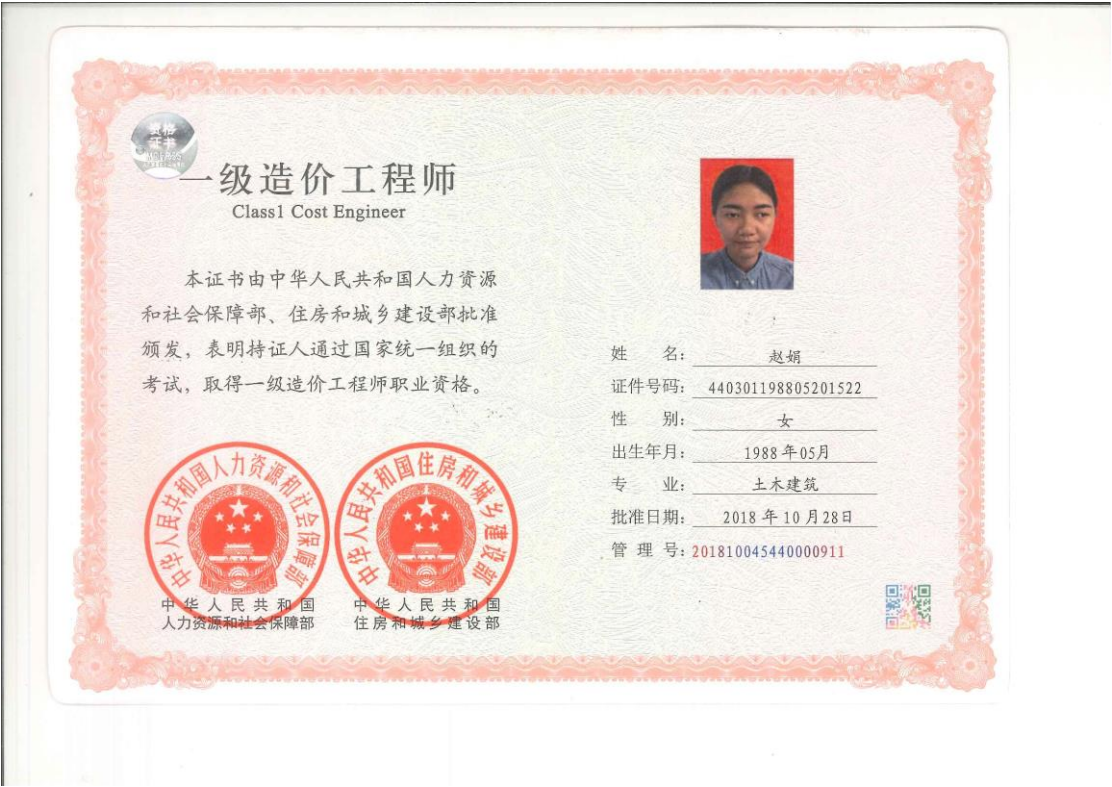 资格
证书
一级造价工程师
Class1 Cost Engineer
本证书由中华人民共和国人力资源
和社会保障部、住房和城乡建设部批准
颁发，表明持证人通过国家统一组织的
考试，取得一级造价工程师职业资格。
中华人民共和国人力资源和社会保障部
中华人民共和国住房和城乡建设部
中华人民共和国
人力资源和社会保障部
中华人民共和国
住房和城乡建设部
姓 名：赵娟
证件号码：440301198805201522
性 别：女
出生年月：1988年05月
专 业：土木建筑
批准日期：2018年10月28日
管理号：201810045440000911